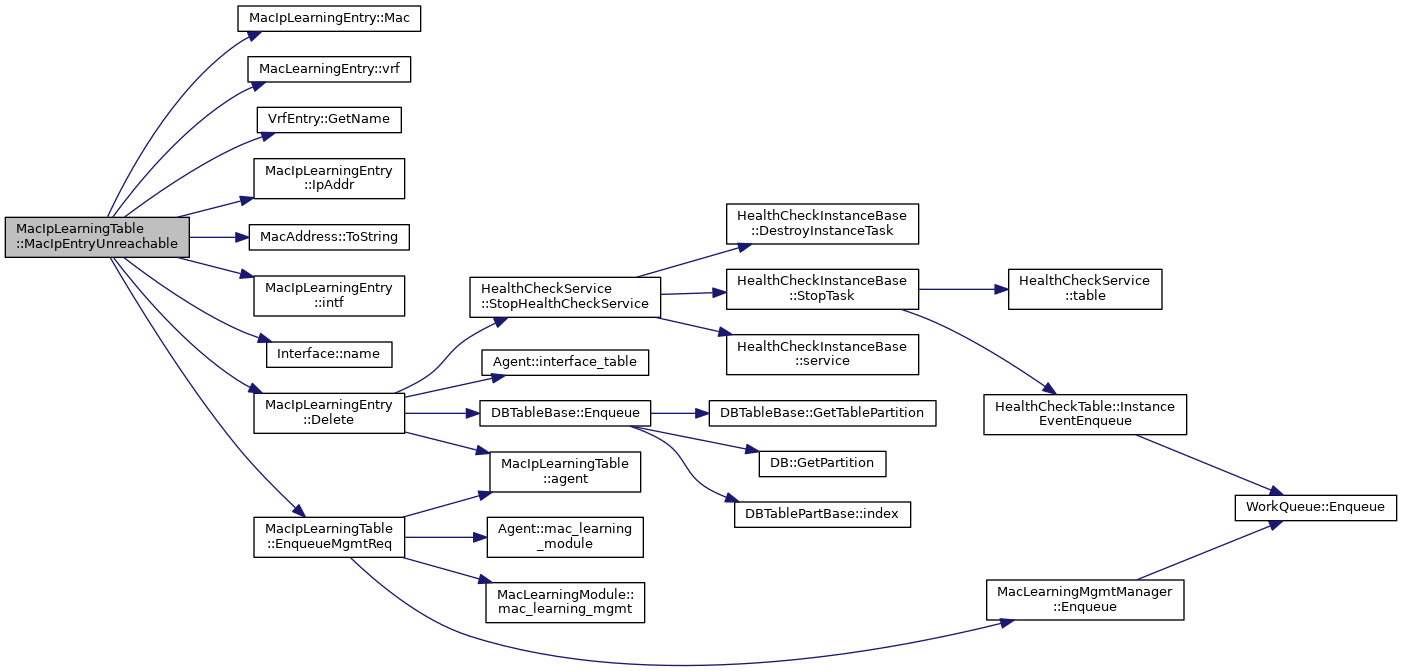 MacIpLearningTable
::MacIpEntryUnreachable
MacIpLearningEntry::Mac
MacLearningEntry::vrf
VrfEntry::GetName
MacIpLearningEntry
::IpAddr
MacAddress::ToString
MacIpLearningEntry
::intf
Interface::name
MacIpLearningEntry
::Delete
MacIpLearningTable
::EnqueueMgmtReq
HealthCheckService
::StopHealthCheckService
Agent::interface_table
DBTableBase::Enqueue
MacIpLearningTable
::agent
Agent::mac_learning
_module
MacLearningModule::
mac_learning_mgmt
HealthCheckInstanceBase
::DestroyInstanceTask
HealthCheckInstanceBase
::StopTask
HealthCheckInstanceBase
::service
DBTableBase::GetTablePartition
DB::GetPartition
DBTablePartBase::index
HealthCheckService
::table
HealthCheckTable::Instance
EventEnqueue
MacLearningMgmtManager
::Enqueue
WorkQueue::Enqueue